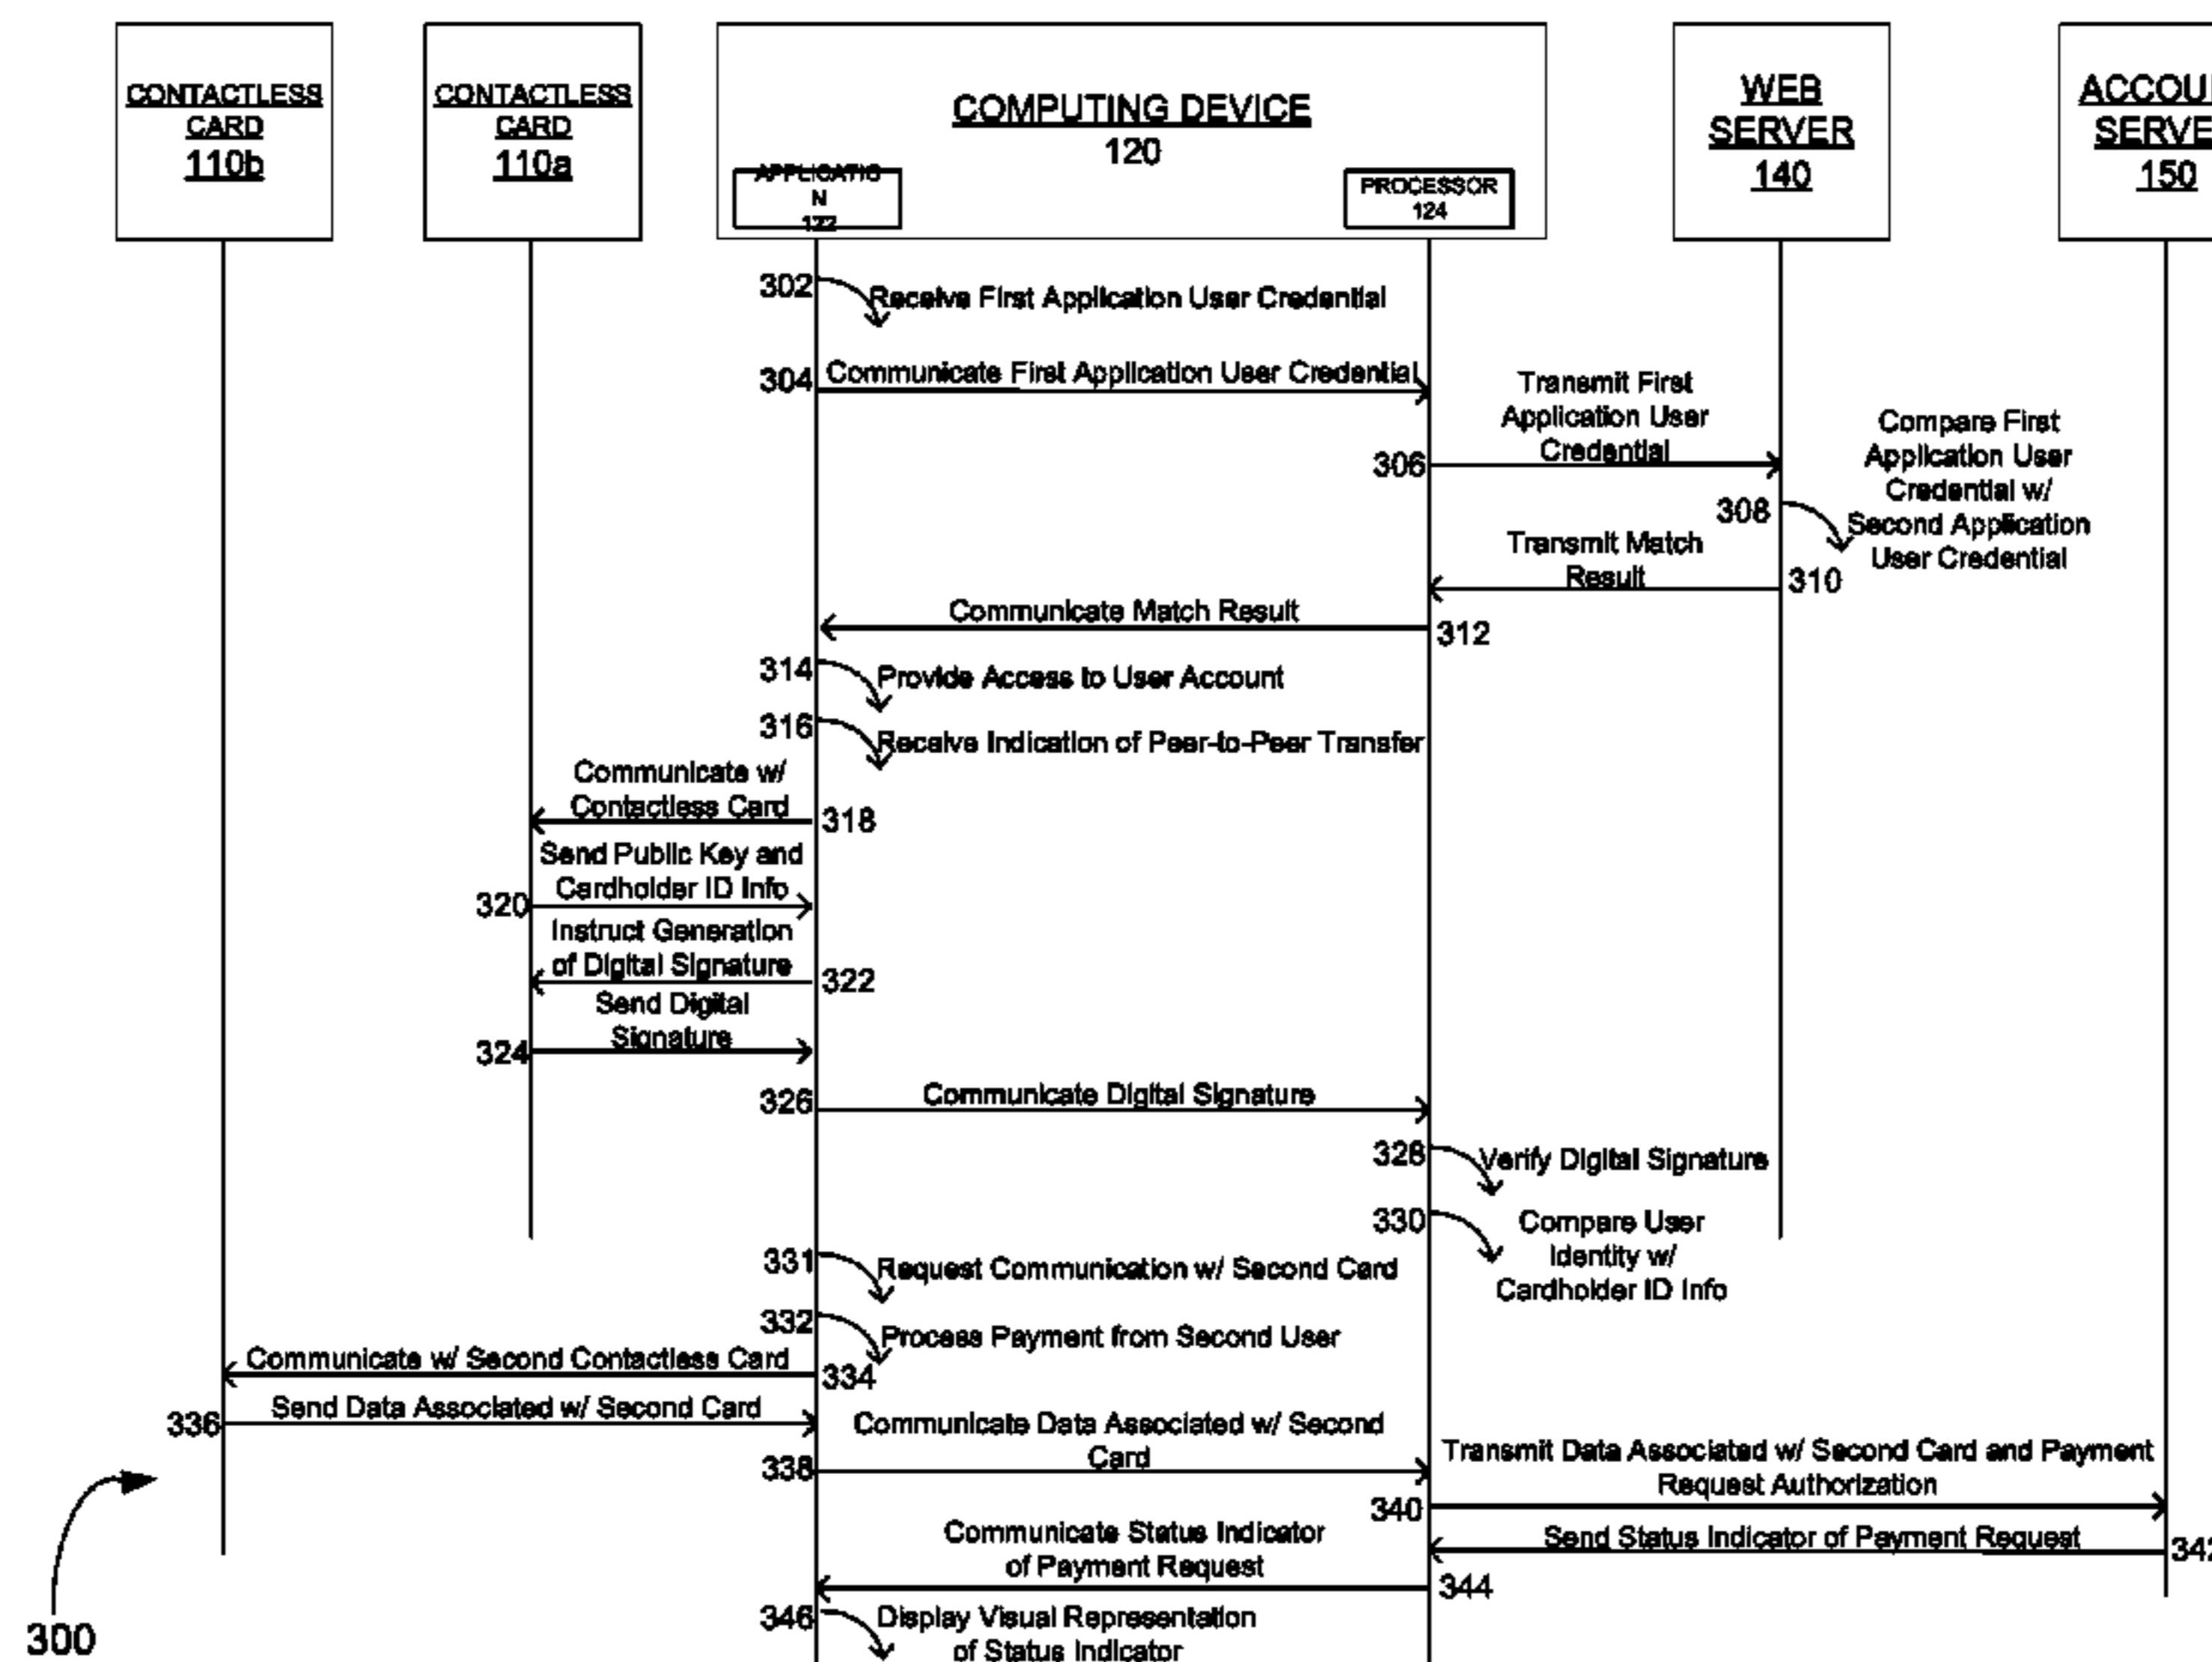 CONTACTLESS
CARD
110b
CONTACTLESS
CARD
110a
COMPUTING DEVICE
120
APPLICATIO
N
122
PROCESSOR
124
WEB
SERVER
140
150
302
Receive First Application User Credential
304
Communicate First Application User Credential
Transmit First
Application User
Credential
306
Compare First
Application User
Credential w/
Second Application
User Credential
308
Transmit Match
Result
310
Communicate Match Result
312
314
Provide Access to User Account
316
Receive Indication of Peer-to-Peer Transfer
Communicate w/
Contactless Card
318
Send Public Key and
Cardholder ID Info
320
Instruct Generation
of Digital Signature
322
Send Digital
Signature
324
326
Communicate Digital Signature
328
Verify Digital Signature
330
Compare User
Identity w/
Cardholder ID Info
331
Request Communication w/ Second Card
332
Process Payment from Second User
Communicate w/ Second Contactless Card
334
336
Send Data Associated w/ Second Card
Communicate Data Associated w/ Second
Card
338
Transmit Data Associated w/ Second Card and Payment
Request Authorization
340
Send Status Indicator of Payment Request
342
Communicate Status Indicator
of Payment Request
344
346
Display Visual Representation
of Status Indicator
300